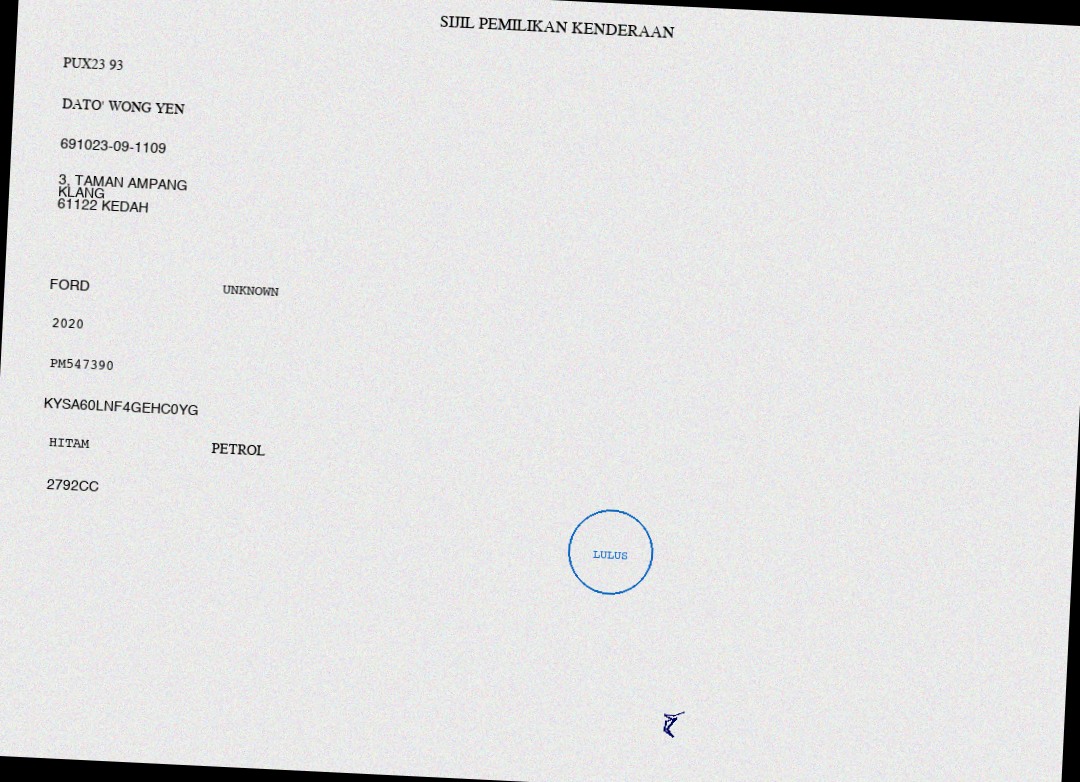 SIJIL PEMILIKAN KENDERAAN
PUX23 93
DATO' WONG YEN
691023-09-1109
3, TAMAN AMPANG
KLANG
61122 KEDAH
FORD UNKNOWN
2020
PM547390
KYSA60LNF4GEHC0YG
HITAM PETROL
2792CC
LULUS